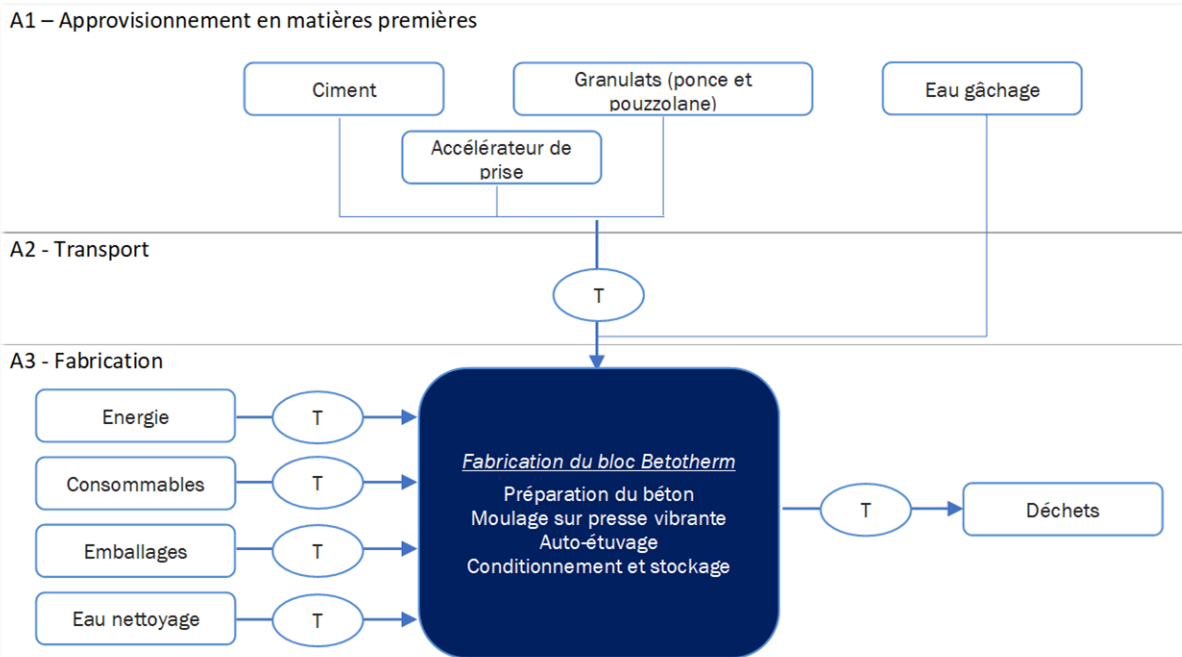 A1 – Approvisionnement en matières premières
Ciment
Granulats (ponce et
pouzzolane)
Eau gâchage
Accélérateur de
prise
A2 - Transport
T
A3 - Fabrication
Energie
T
Consommables
T
Emballages
T
Eau nettoyage
T
Fabrication du bloc Betotherm
Préparation du béton
Moulage sur presse vibrante
Auto-étuvage
Conditionnement et stockage
T
Déchets